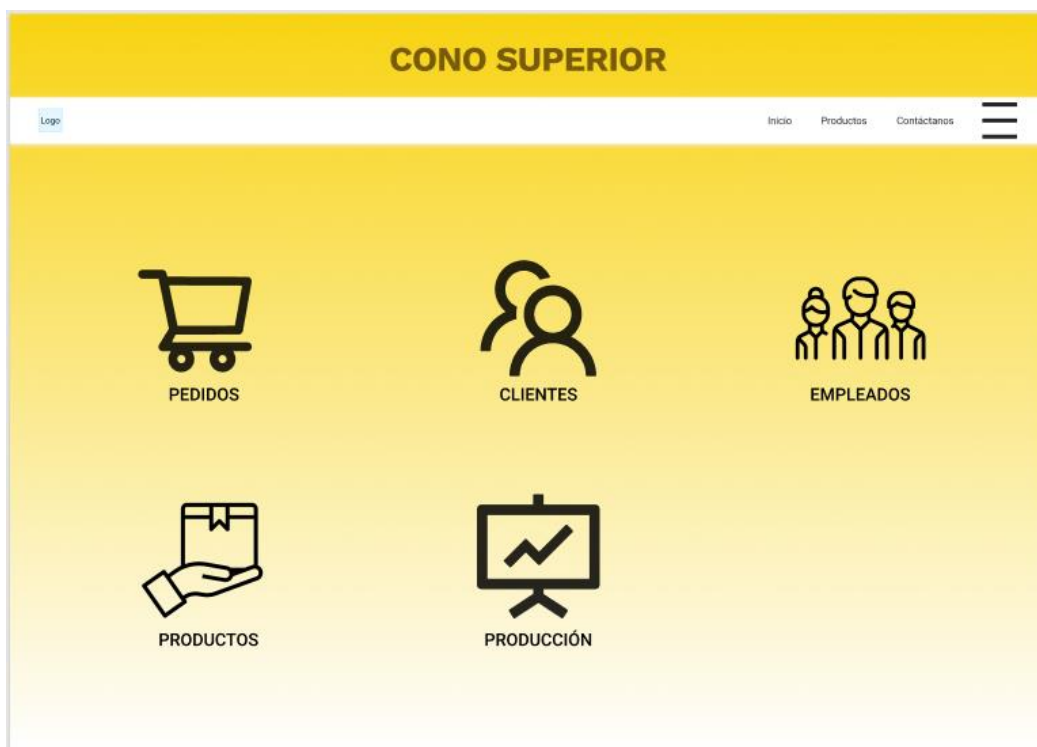 CONO SUPERIOR
Logo
Inicio Productos Contáctanos
PEDIDOS CLIENTES EMPLEADOS
PRODUCTOS PRODUCCIÓN